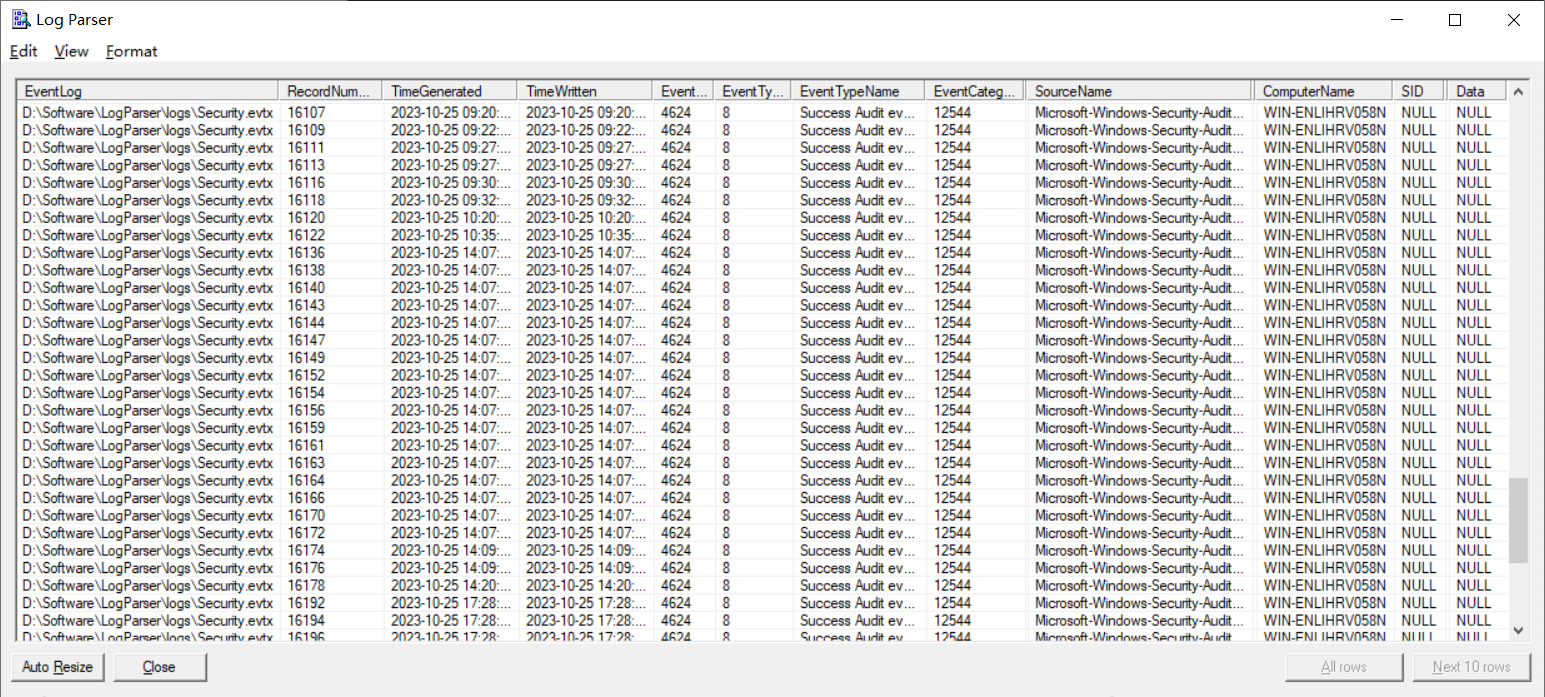 Log Parser
Edit View Format
EventLog RecordNum... TimeGenerated TimeWritten Event... EventTy... EventTypeName EventCateg... SourceName ComputerName SID Data
D:\Software\LogParser\logs\Security.evtx 16107 2023-10-25 09:20:... 2023-10-25 09:20:... 4624 8 Success Audit ev... 12544 Microsoft-Windows-Security-Audit... WIN-ENLIHRV058N NULL NULL
D:\Software\LogParser\logs\Security.evtx 16109 2023-10-25 09:22:... 2023-10-25 09:22:... 4624 8 Success Audit ev... 12544 Microsoft-Windows-Security-Audit... WIN-ENLIHRV058N NULL NULL
D:\Software\LogParser\logs\Security.evtx 16111 2023-10-25 09:27:... 2023-10-25 09:27:... 4624 8 Success Audit ev... 12544 Microsoft-Windows-Security-Audit... WIN-ENLIHRV058N NULL NULL
D:\Software\LogParser\logs\Security.evtx 16113 2023-10-25 09:27:... 2023-10-25 09:27:... 4624 8 Success Audit ev... 12544 Microsoft-Windows-Security-Audit... WIN-ENLIHRV058N NULL NULL
D:\Software\LogParser\logs\Security.evtx 16116 2023-10-25 09:30:... 2023-10-25 09:30:... 4624 8 Success Audit ev... 12544 Microsoft-Windows-Security-Audit... WIN-ENLIHRV058N NULL NULL
D:\Software\LogParser\logs\Security.evtx 16118 2023-10-25 09:32:... 2023-10-25 09:32:... 4624 8 Success Audit ev... 12544 Microsoft-Windows-Security-Audit... WIN-ENLIHRV058N NULL NULL
D:\Software\LogParser\logs\Security.evtx 16120 2023-10-25 10:20:... 2023-10-25 10:20:... 4624 8 Success Audit ev... 12544 Microsoft-Windows-Security-Audit... WIN-ENLIHRV058N NULL NULL
D:\Software\LogParser\logs\Security.evtx 16122 2023-10-25 10:35:... 2023-10-25 10:35:... 4624 8 Success Audit ev... 12544 Microsoft-Windows-Security-Audit... WIN-ENLIHRV058N NULL NULL
D:\Software\LogParser\logs\Security.evtx 16136 2023-10-25 14:07:... 2023-10-25 14:07:... 4624 8 Success Audit ev... 12544 Microsoft-Windows-Security-Audit... WIN-ENLIHRV058N NULL NULL
D:\Software\LogParser\logs\Security.evtx 16138 2023-10-25 14:07:... 2023-10-25 14:07:... 4624 8 Success Audit ev... 12544 Microsoft-Windows-Security-Audit... WIN-ENLIHRV058N NULL NULL
D:\Software\LogParser\logs\Security.evtx 16140 2023-10-25 14:07:... 2023-10-25 14:07:... 4624 8 Success Audit ev... 12544 Microsoft-Windows-Security-Audit... WIN-ENLIHRV058N NULL NULL
D:\Software\LogParser\logs\Security.evtx 16143 2023-10-25 14:07:... 2023-10-25 14:07:... 4624 8 Success Audit ev... 12544 Microsoft-Windows-Security-Audit... WIN-ENLIHRV058N NULL NULL
D:\Software\LogParser\logs\Security.evtx 16144 2023-10-25 14:07:... 2023-10-25 14:07:... 4624 8 Success Audit ev... 12544 Microsoft-Windows-Security-Audit... WIN-ENLIHRV058N NULL NULL
D:\Software\LogParser\logs\Security.evtx 16147 2023-10-25 14:07:... 2023-10-25 14:07:... 4624 8 Success Audit ev... 12544 Microsoft-Windows-Security-Audit... WIN-ENLIHRV058N NULL NULL
D:\Software\LogParser\logs\Security.evtx 16149 2023-10-25 14:07:... 2023-10-25 14:07:... 4624 8 Success Audit ev... 12544 Microsoft-Windows-Security-Audit... WIN-ENLIHRV058N NULL NULL
D:\Software\LogParser\logs\Security.evtx 16152 2023-10-25 14:07:... 2023-10-25 14:07:... 4624 8 Success Audit ev... 12544 Microsoft-Windows-Security-Audit... WIN-ENLIHRV058N NULL NULL
D:\Software\LogParser\logs\Security.evtx 16154 2023-10-25 14:07:... 2023-10-25 14:07:... 4624 8 Success Audit ev... 12544 Microsoft-Windows-Security-Audit... WIN-ENLIHRV058N NULL NULL
D:\Software\LogParser\logs\Security.evtx 16156 2023-10-25 14:07:... 2023-10-25 14:07:... 4624 8 Success Audit ev... 12544 Microsoft-Windows-Security-Audit... WIN-ENLIHRV058N NULL NULL
D:\Software\LogParser\logs\Security.evtx 16159 2023-10-25 14:07:... 2023-10-25 14:07:... 4624 8 Success Audit ev... 12544 Microsoft-Windows-Security-Audit... WIN-ENLIHRV058N NULL NULL
D:\Software\LogParser\logs\Security.evtx 16161 2023-10-25 14:07:... 2023-10-25 14:07:... 4624 8 Success Audit ev... 12544 Microsoft-Windows-Security-Audit... WIN-ENLIHRV058N NULL NULL
D:\Software\LogParser\logs\Security.evtx 16163 2023-10-25 14:07:... 2023-10-25 14:07:... 4624 8 Success Audit ev... 12544 Microsoft-Windows-Security-Audit... WIN-ENLIHRV058N NULL NULL
D:\Software\LogParser\logs\Security.evtx 16164 2023-10-25 14:07:... 2023-10-25 14:07:... 4624 8 Success Audit ev... 12544 Microsoft-Windows-Security-Audit... WIN-ENLIHRV058N NULL NULL
D:\Software\LogParser\logs\Security.evtx 16166 2023-10-25 14:07:... 2023-10-25 14:07:... 4624 8 Success Audit ev... 12544 Microsoft-Windows-Security-Audit... WIN-ENLIHRV058N NULL NULL
D:\Software\LogParser\logs\Security.evtx 16170 2023-10-25 14:07:... 2023-10-25 14:07:... 4624 8 Success Audit ev... 12544 Microsoft-Windows-Security-Audit... WIN-ENLIHRV058N NULL NULL
D:\Software\LogParser\logs\Security.evtx 16172 2023-10-25 14:07:... 2023-10-25 14:07:... 4624 8 Success Audit ev... 12544 Microsoft-Windows-Security-Audit... WIN-ENLIHRV058N NULL NULL
D:\Software\LogParser\logs\Security.evtx 16174 2023-10-25 14:09:... 2023-10-25 14:09:... 4624 8 Success Audit ev... 12544 Microsoft-Windows-Security-Audit... WIN-ENLIHRV058N NULL NULL
D:\Software\LogParser\logs\Security.evtx 16176 2023-10-25 14:09:... 2023-10-25 14:09:... 4624 8 Success Audit ev... 12544 Microsoft-Windows-Security-Audit... WIN-ENLIHRV058N NULL NULL
D:\Software\LogParser\logs\Security.evtx 16178 2023-10-25 14:20:... 2023-10-25 14:20:... 4624 8 Success Audit ev... 12544 Microsoft-Windows-Security-Audit... WIN-ENLIHRV058N NULL NULL
D:\Software\LogParser\logs\Security.evtx 16192 2023-10-25 17:28:... 2023-10-25 17:28:... 4624 8 Success Audit ev... 12544 Microsoft-Windows-Security-Audit... WIN-ENLIHRV058N NULL NULL
D:\Software\LogParser\logs\Security.evtx 16194 2023-10-25 17:28:... 2023-10-25 17:28:... 4624 8 Success Audit ev... 12544 Microsoft-Windows-Security-Audit... WIN-ENLIHRV058N NULL NULL
D:\Software\LogParser\logs\Security.evtx 16196 2023-10-25 17:28:... 2023-10-25 17:28:... 4624 8 Success Audit ev... 12544 Microsoft-Windows-Security-Audit... WIN-ENLIHRV058N NULL NULL
Auto Resize Close All rows Next 10 rows